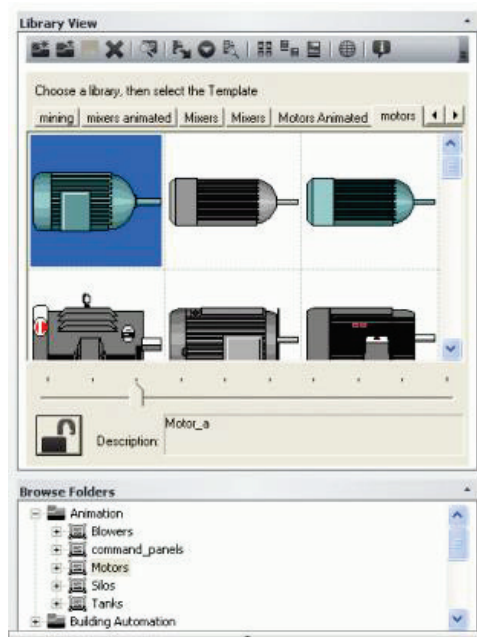 Library View
Choose a library, then select the Template
mining mixers animated Mixers Mixers Motors Animated motors
Description: Motor_a
Browse Folders
Animation
Blowers
command_panels
Motors
Silos
Tanks
Building Automation